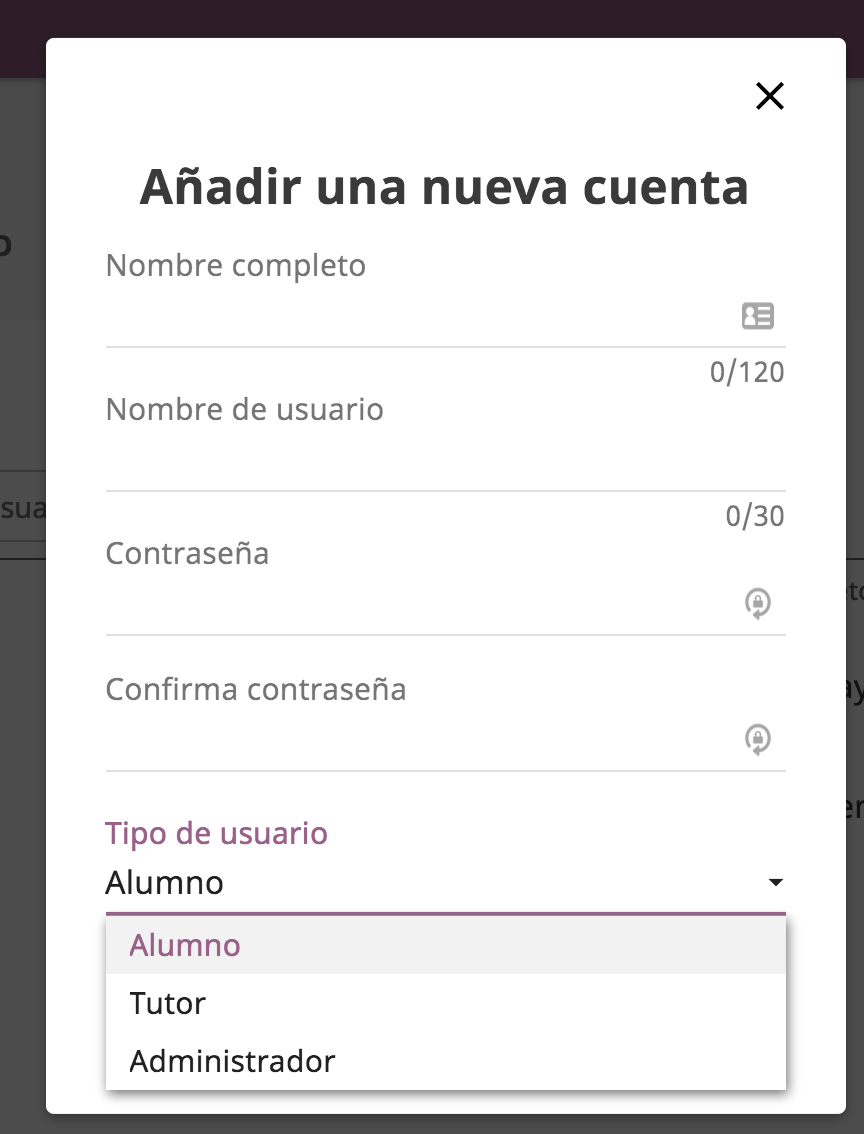 Añadir una nueva cuenta
Nombre completo
0/120
Nombre de usuario
0/30
Contraseña
Confirma contraseña
Tipo de usuario
Alumno
Alumno
Tutor
Administrador